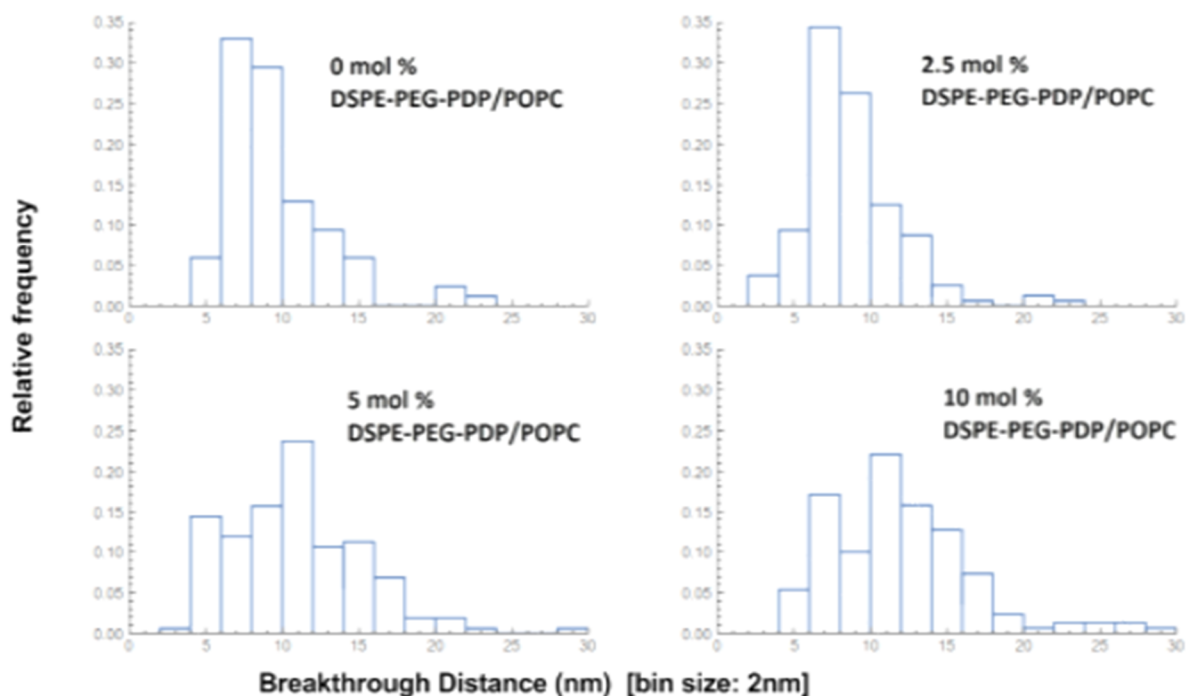 0.35
0.30
0.25
0.20
0.15
0.10
0.05
0.00
0 5 10 15 20 25 30
0 mol %
DSPE-PEG-PDP/POPC
0.35
0.30
0.25
0.20
0.15
0.10
0.05
0.00
0 5 10 15 20 25 30
2.5 mol %
DSPE-PEG-PDP/POPC
Relative frequency
0.35
0.30
0.25
0.20
0.15
0.10
0.05
0.00
0 5 10 15 20 25 30
5 mol %
DSPE-PEG-PDP/POPC
0.35
0.30
0.25
0.20
0.15
0.10
0.05
0.00
0 5 10 15 20 25 30
10 mol %
DSPE-PEG-PDP/POPC
Breakthrough Distance (nm) [bin size: 2nm]